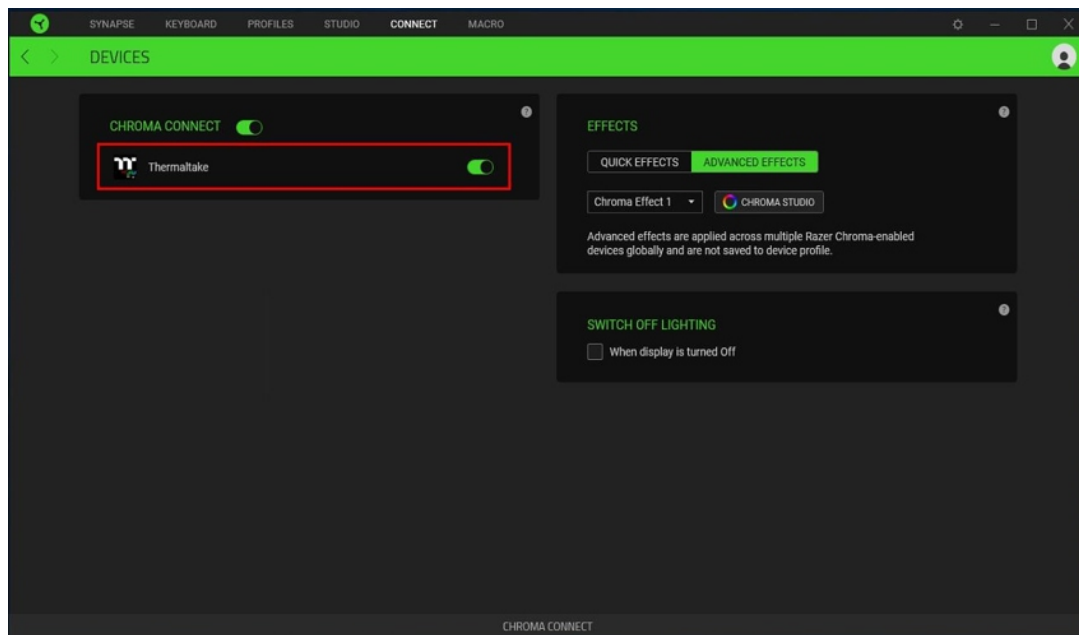 SYNAPSE KEYBOARD PROFILES STUDIO CONNECT MACRO
DEVICES
CHROMA CONNECT
Thermaltake
EFFECTS
QUICK EFFECTS ADVANCED EFFECTS
Chroma Effect 1 CHROMA STUDIO
Advanced effects are applied across multiple Razer Chroma-enabled
devices globally and are not saved to device profile.
SWITCH OFF LIGHTING
When display is turned Off
CHROMA CONNECT